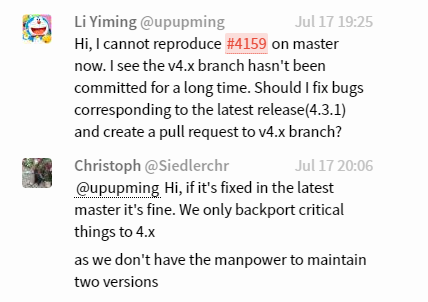 Li Yiming @upupming Jul 17 19:25
Hi, I cannot reproduce #4159 on master
now. I see the v4.x branch hasn't been
committed for a long time. Should I fix bugs
corresponding to the latest release(4.3.1)
and create a pull request to v4.x branch?
Christoph @Siedlerchr Jul 17 20:06
@upupming Hi, if it's fixed in the latest
master it's fine. We only backport critical
things to 4.x
as we don't have the manpower to maintain
two versions